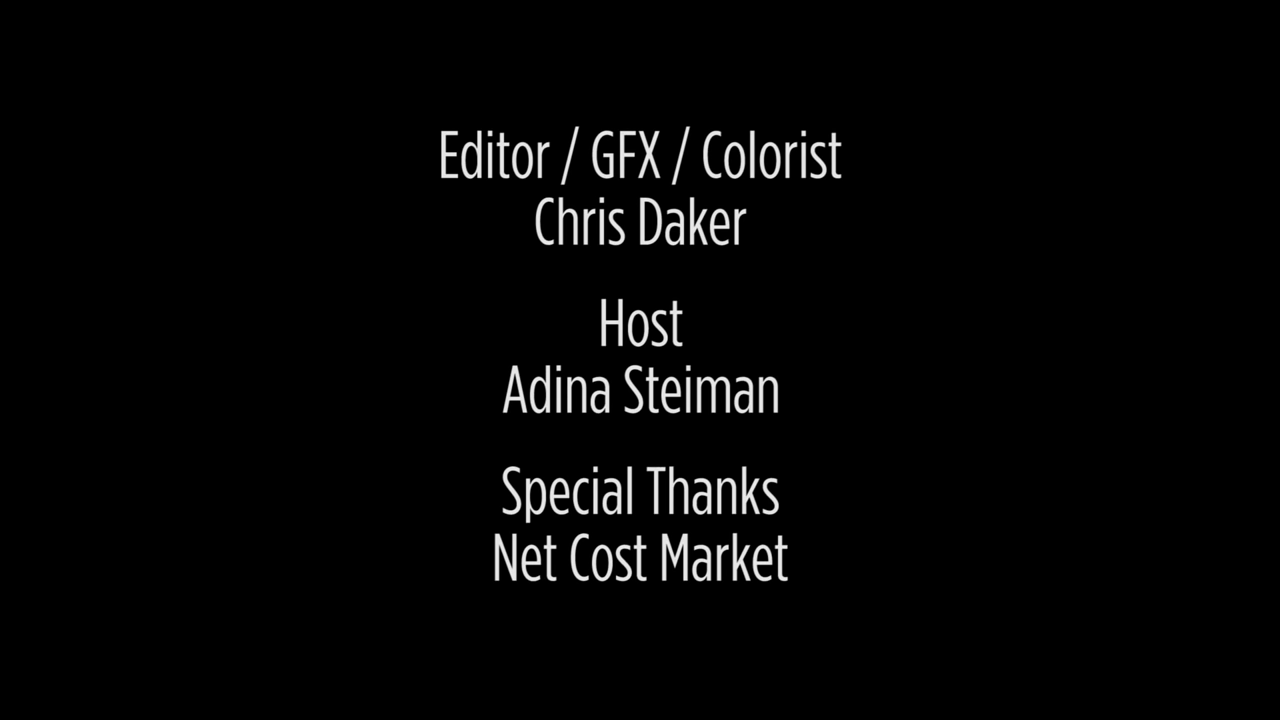 Editor / GFX / Colorist
Chris Daker
Host
Adina Steiman
Special Thanks
Net Cost Market